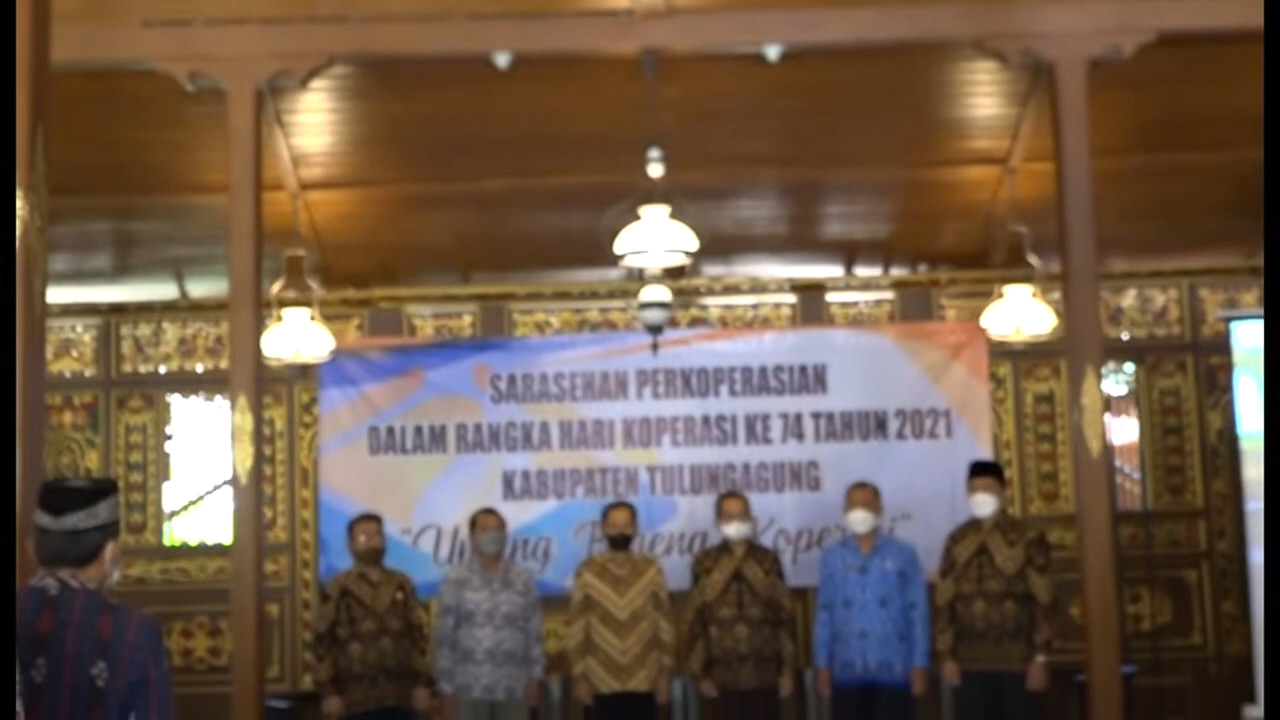 SARASEHAN PERKOPERASIAN
DALAM RANGKA HARI KOPERASI KE 74 TAHUN 2021
KABUPATEN TULUNGAGUNG